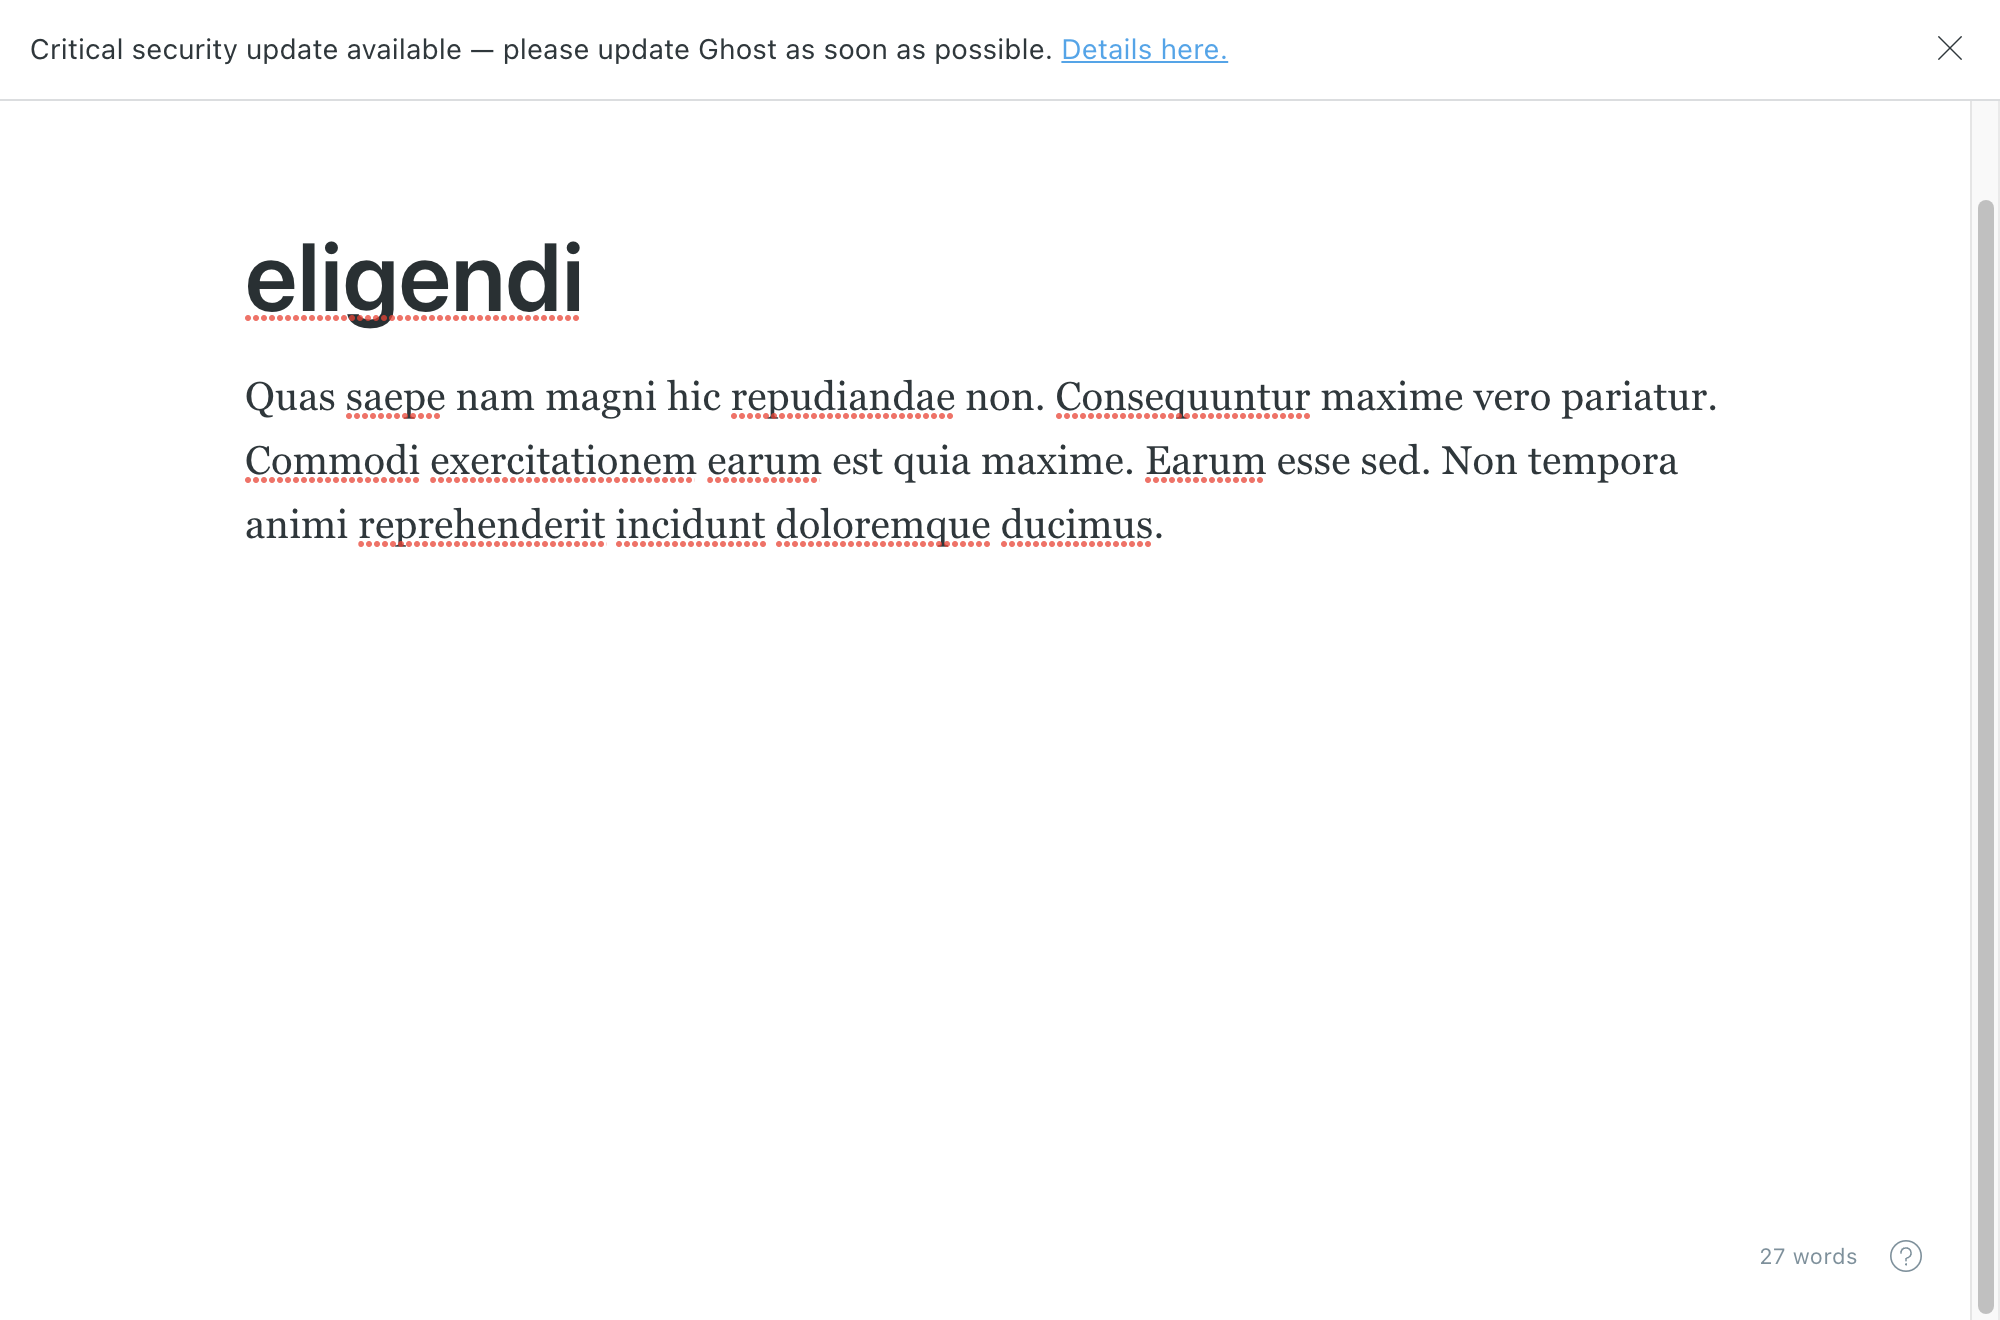 Critical security update available — please update Ghost as soon as possible. Details here.
eligendi
Quas saepe nam magni hic repudiandae non. Consequuntur maxime vero pariatur.
Commodi exercitationem earum est quia maxime. Earum esse sed. Non tempora
animi reprehenderit incidunt doloremque ducimus.
27 words
?